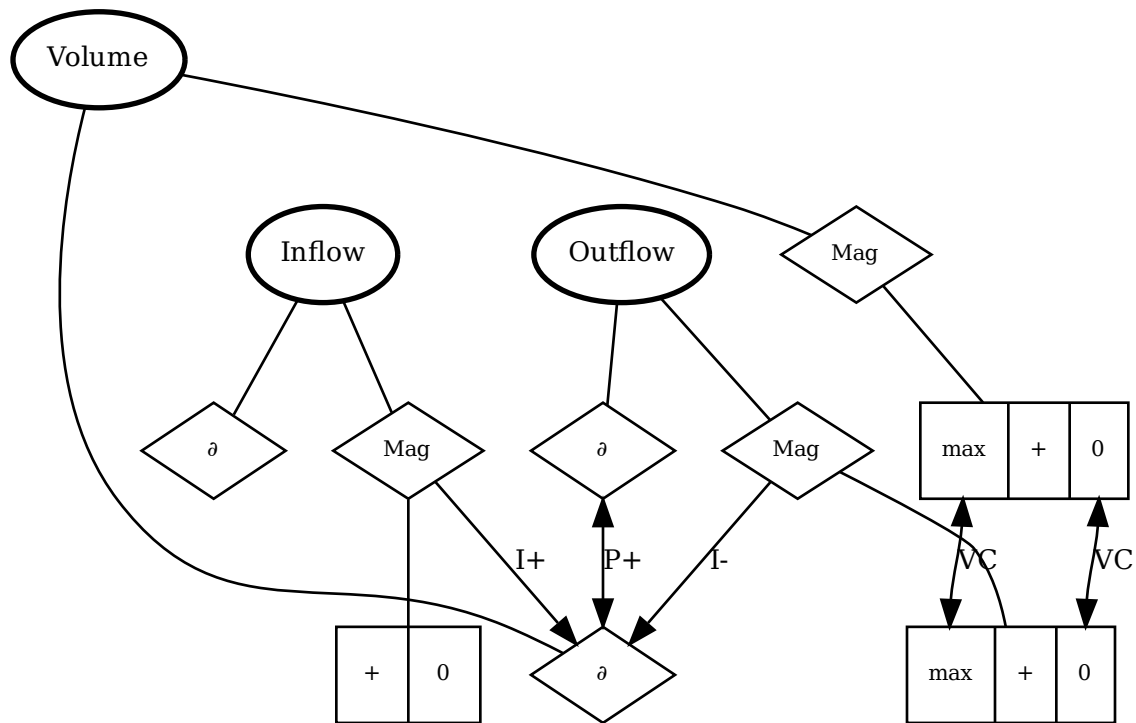 Volume
Inflow
Outflow
Mag
∂
Mag
∂
Mag
max + 0
I+
P+
I-
VC
VC
+ 0
∂
max + 0